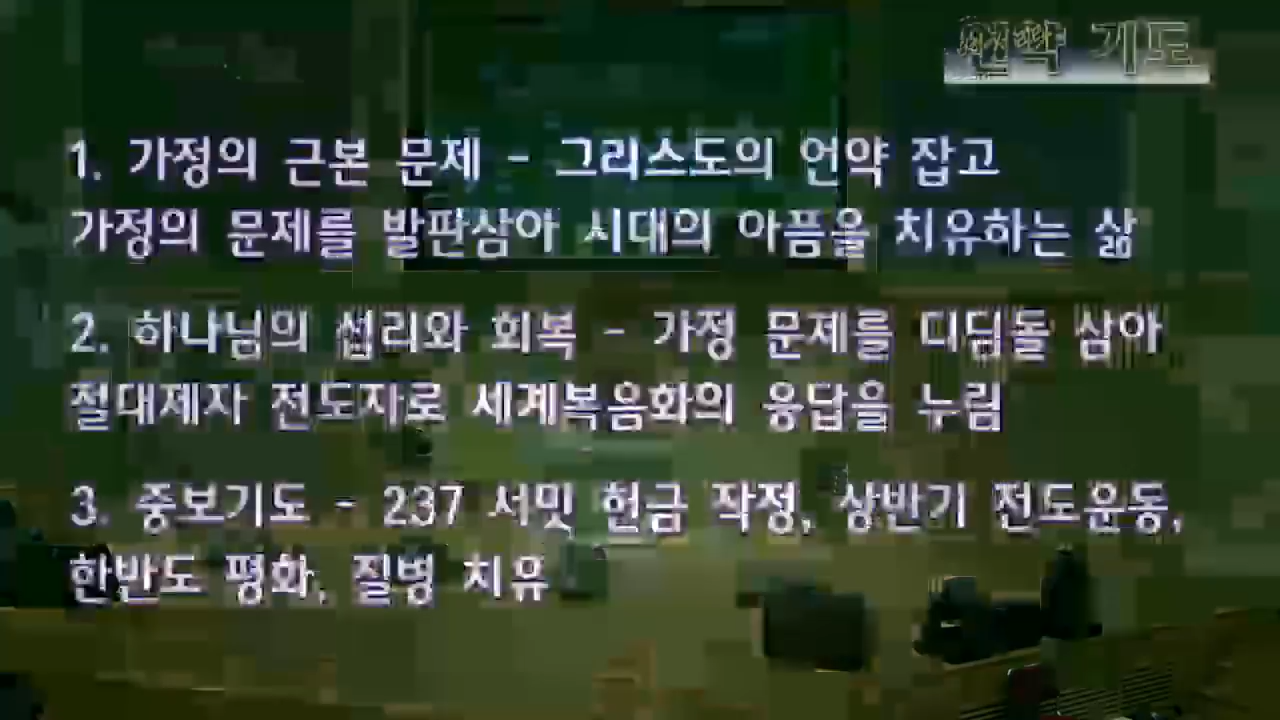 기도
1. 가정의 근본 문제 - 그리스도의 언약 잡고
가정의 문제를 발판삼아 시대의 아픔을 치유하는 삶
2. 하나님의 섭리와 회복 - 가정 문제를 디딤돌 삼아
절대제자 전도자로 세계복음화의 응답을 누림
3. 중보기도 - 237 서밋 헌금 작정, 상반기 전도운동,
한반도 평화, 질병 치유